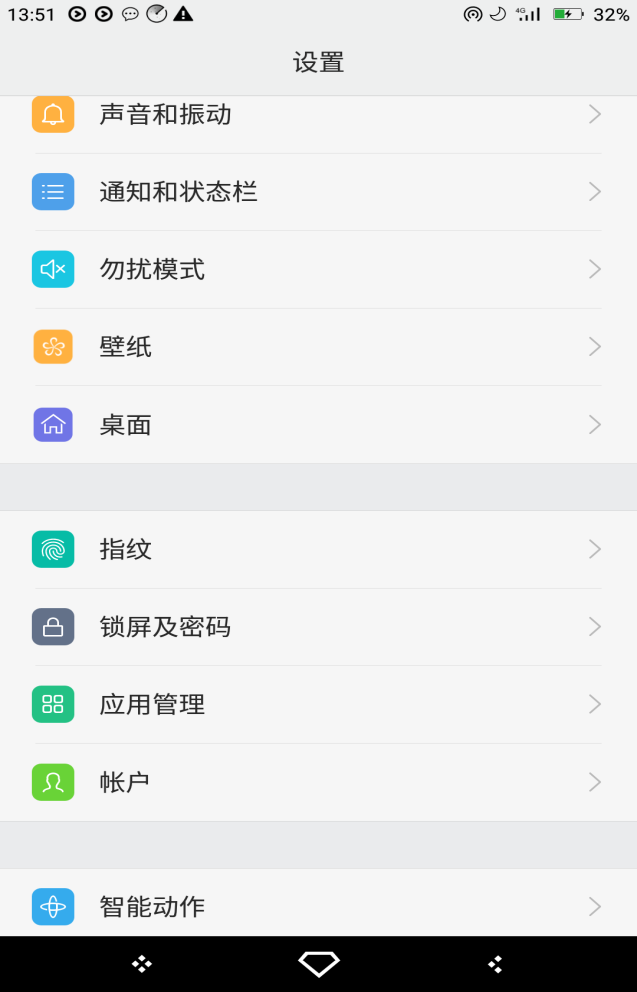 13:51 4G 32%
设置
声音和振动
通知和状态栏
勿扰模式
壁纸
桌面
指纹
锁屏及密码
应用管理
帐户
智能动作